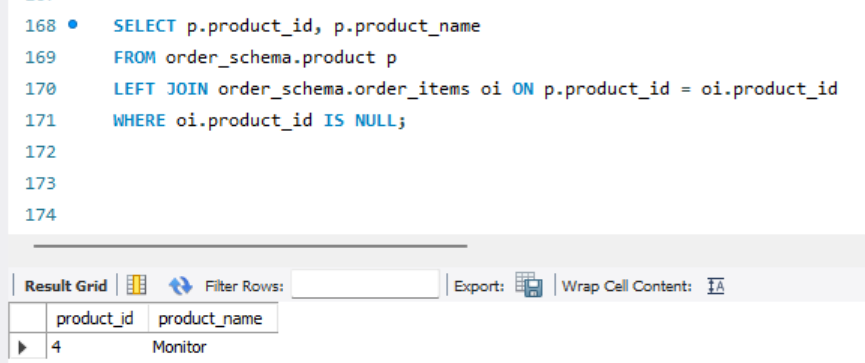 168 SELECT p.product_id, p.product_name
169 FROM order_schema.product p
170 LEFT JOIN order_schema.order_items oi ON p.product_id = oi.product_id
171 WHERE oi.product_id IS NULL;
172
173
174
Result Grid Filter Rows: Export: Wrap Cell Content: IA
product_id product_name
4 Monitor